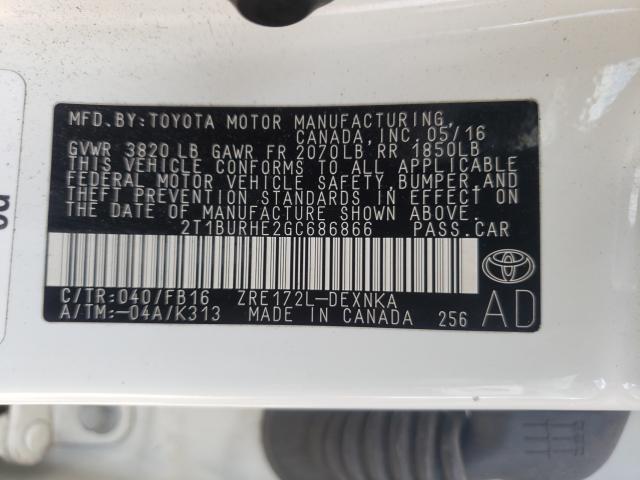 MFD. BY: TOYOTA MOTOR MANUFACTURING,
CANADA, INC. 05/16
GVWR 3820 LB GAWR FR 2070LB RR 1850LB
THIS VEHICLE CONFORMS TO ALL APPLICABLE
FEDERAL MOTOR VEHICLE SAFETY, BUMPER, AND
THEFT PREVENTION STANDARDS IN EFFECT ON
THE DATE OF MANUFACTURE SHOWN ABOVE.
2T1BURHE2GC686866 PASS. CAR
C/TR: 040/FB16 ZRE172L-DEXNKA
A/TM: -04A/K313 MADE IN CANADA 256
AD